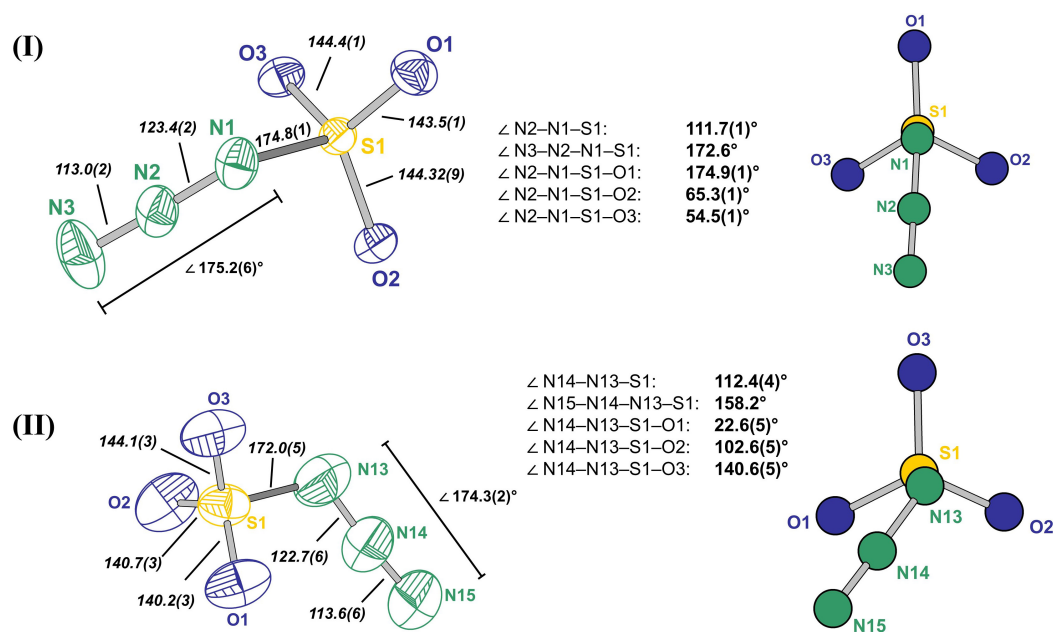 (I)
O3
144.4(1)
O1
123.4(2)
N1
174.8(1)
143.5(1)
S1
113.0(2)
N2
144.32(9)
N3
∠175.2(6)°
O2
∠ N2–N1–S1: 111.7(1)°
∠ N3–N2–N1–S1: 172.6°
∠ N2–N1–S1–O1: 174.9(1)°
∠ N2–N1–S1–O2: 65.3(1)°
∠ N2–N1–S1–O3: 54.5(1)°
O1
S1
O3
N1
O2
N2
N3
(II)
O3
144.1(3)
172.0(5)
N13
O2
S1
∠174.3(2)°
N14
140.7(3)
122.7(6)
140.2(3)
N15
O1
113.6(6)
∠ N14–N13–S1: 112.4(4)°
∠ N15–N14–N13–S1: 158.2°
∠ N14–N13–S1–O1: 22.6(5)°
∠ N14–N13–S1–O2: 102.6(5)°
∠ N14–N13–S1–O3: 140.6(5)°
O3
S1
O1
N13
O2
N14
N15